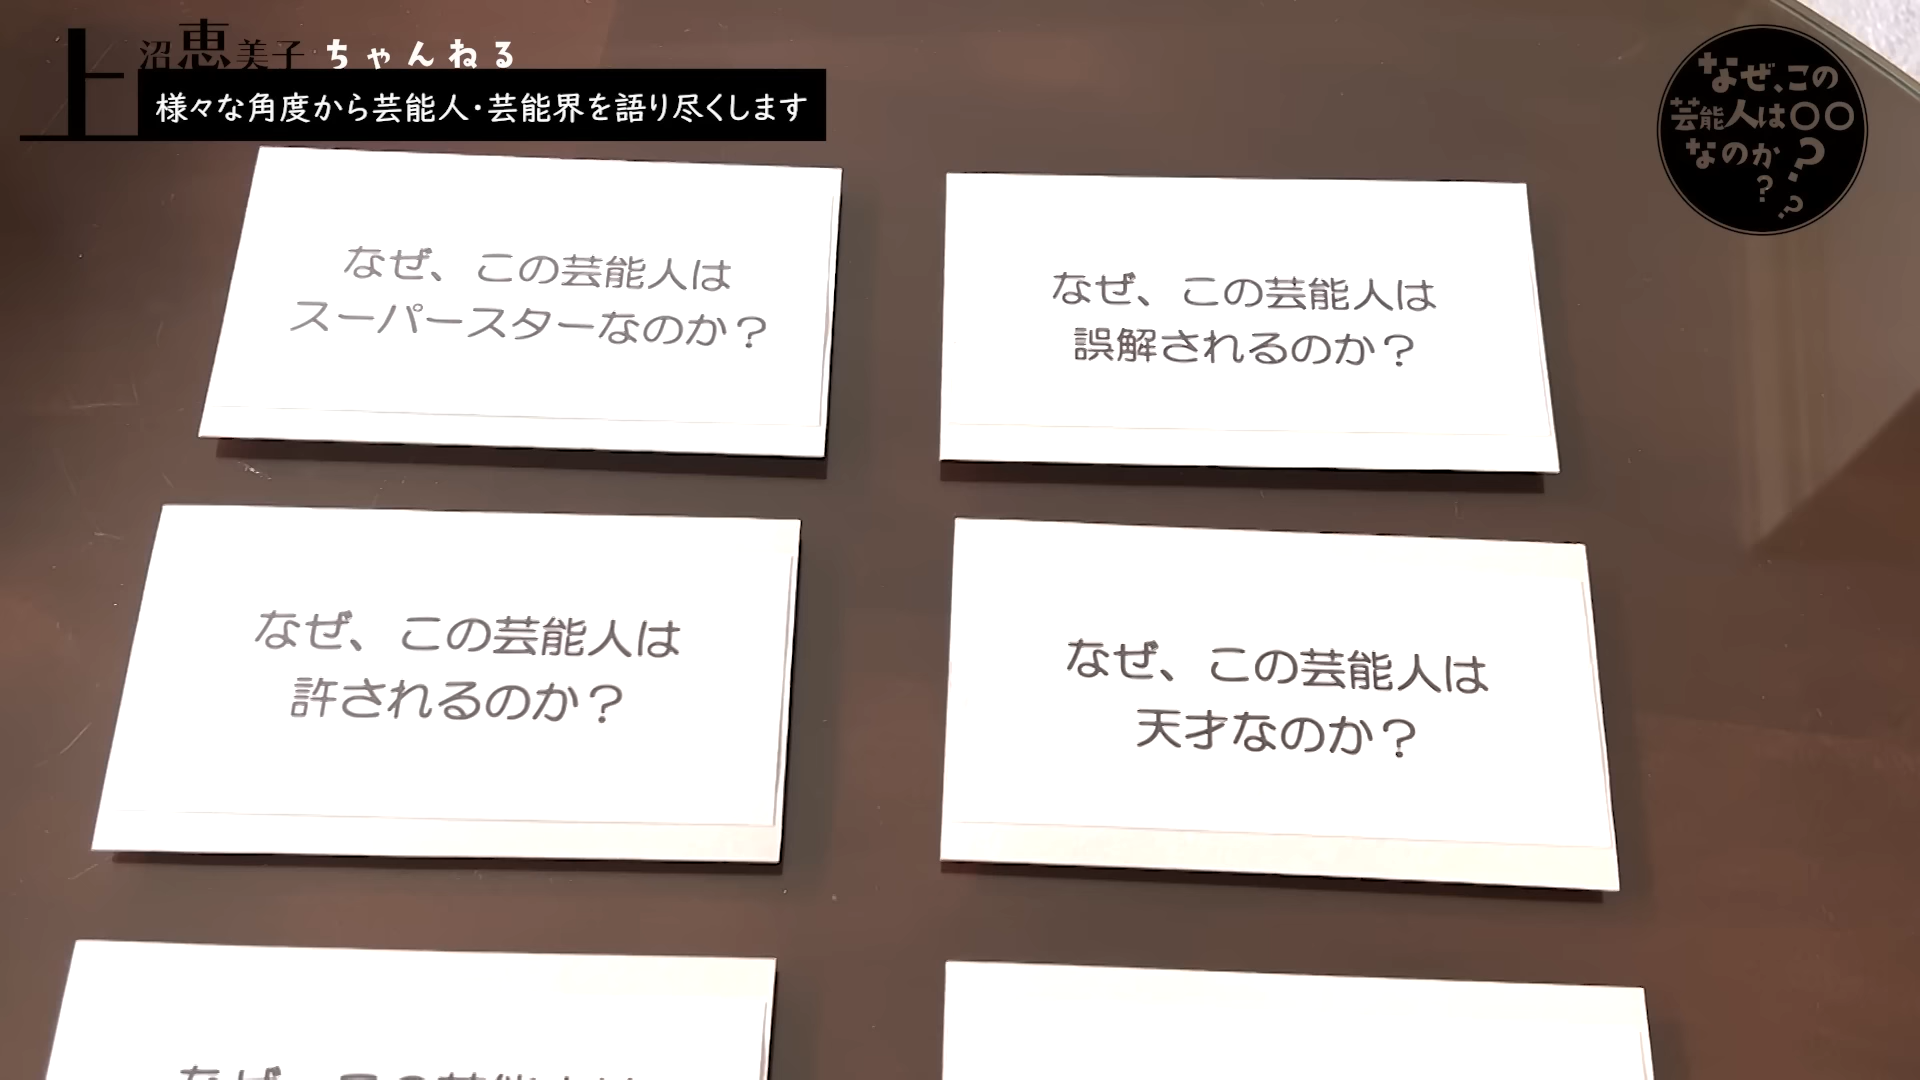 上沼恵美子ちゃんねる
様々な角度から芸能人・芸能界を語り尽くします
なぜ、この
芸能人は〇〇
なのか?
?
?
なぜ、この芸能人は
スーパースターなのか？
なぜ、この芸能人は
誤解されるのか？
なぜ、この芸能人は
許されるのか？
なぜ、この芸能人は
天才なのか？